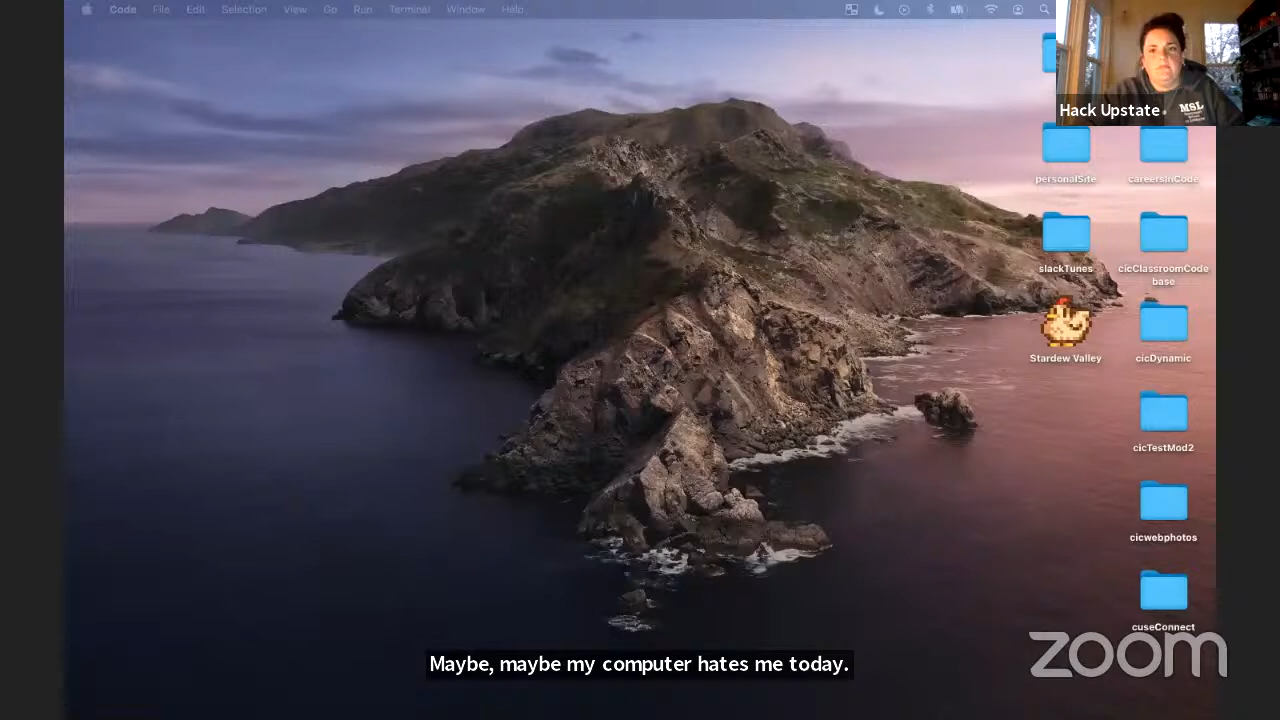 Code File Edit Selection View Go Run Terminal Window Help
Hack Upstate
MSL
personalSite careersInCode
slackTunes cicClassroomCode
base
Stardew Valley cicDynamic
cicTestMod2
cicwebphotos
cuseConnect
zoom
Maybe, maybe my computer hates me today.